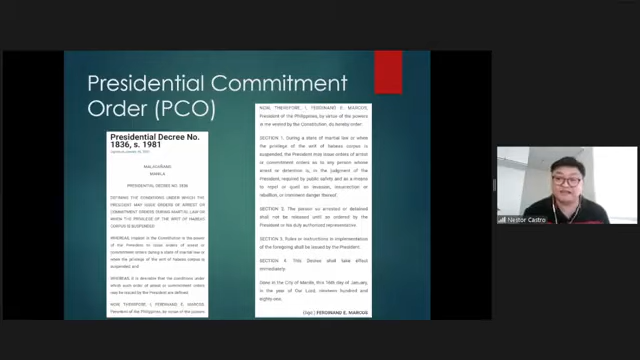 Presidential Commitment
Order (PCO)
Presidential Decree No.
1836, s. 1981
MALACAÑANG
MANILA
PRESIDENTIAL DECREE NO. 1836
DEFINING THE CONDITIONS UNDER WHICH THE
PRESIDENT MAY ISSUE ORDERS OF ARREST OR
COMMITMENT ORDERS DURING MARTIAL LAW OR
WHEN THE PRIVILEGE OF THE WRIT OF HABEAS
CORPUS IS SUSPENDED
WHEREAS, implicit in the Constitution is the power
of the President to issue orders of arrest or
commitment orders during a state of martial law or
when the privilege of the writ of habeas corpus is
suspended; and
WHEREAS, it is desirable that the conditions under
which such order of arrest or commitment orders
may be issued by the President are defined;
NOW, THEREFORE, I, FERDINAND E. MARCOS,
President of the Philippines, by virtue of the powers
NOW, THEREFORE, I, FERDINAND E. MARCOS,
President of the Philippines, by virtue of the powers
in me vested by the Constitution, do hereby order:
SECTION 1. During a state of martial law or when
the privilege of the writ of habeas corpus is
suspended, the President may issue orders of arrest
or commitment orders as to any person whose
arrest or detention is, in the judgment of the
President, required by public safety and as a means
to repel or quell an invasion, insurrection or
rebellion, or imminent danger thereof.
SECTION 2. The person so arrested or detained
shall not be released until so ordered by the
President or his duly authorized representative.
SECTION 3. Rules or instructions in implementation
of the foregoing shall be issued by the President.
SECTION 4. This Decree shall take effect
immediately.
Done in the City of Manila, this 16th day of January,
in the year of Our Lord, nineteen hundred and
eighty-one.
(Sgd.) FERDINAND E. MARCOS
Nestor Castro